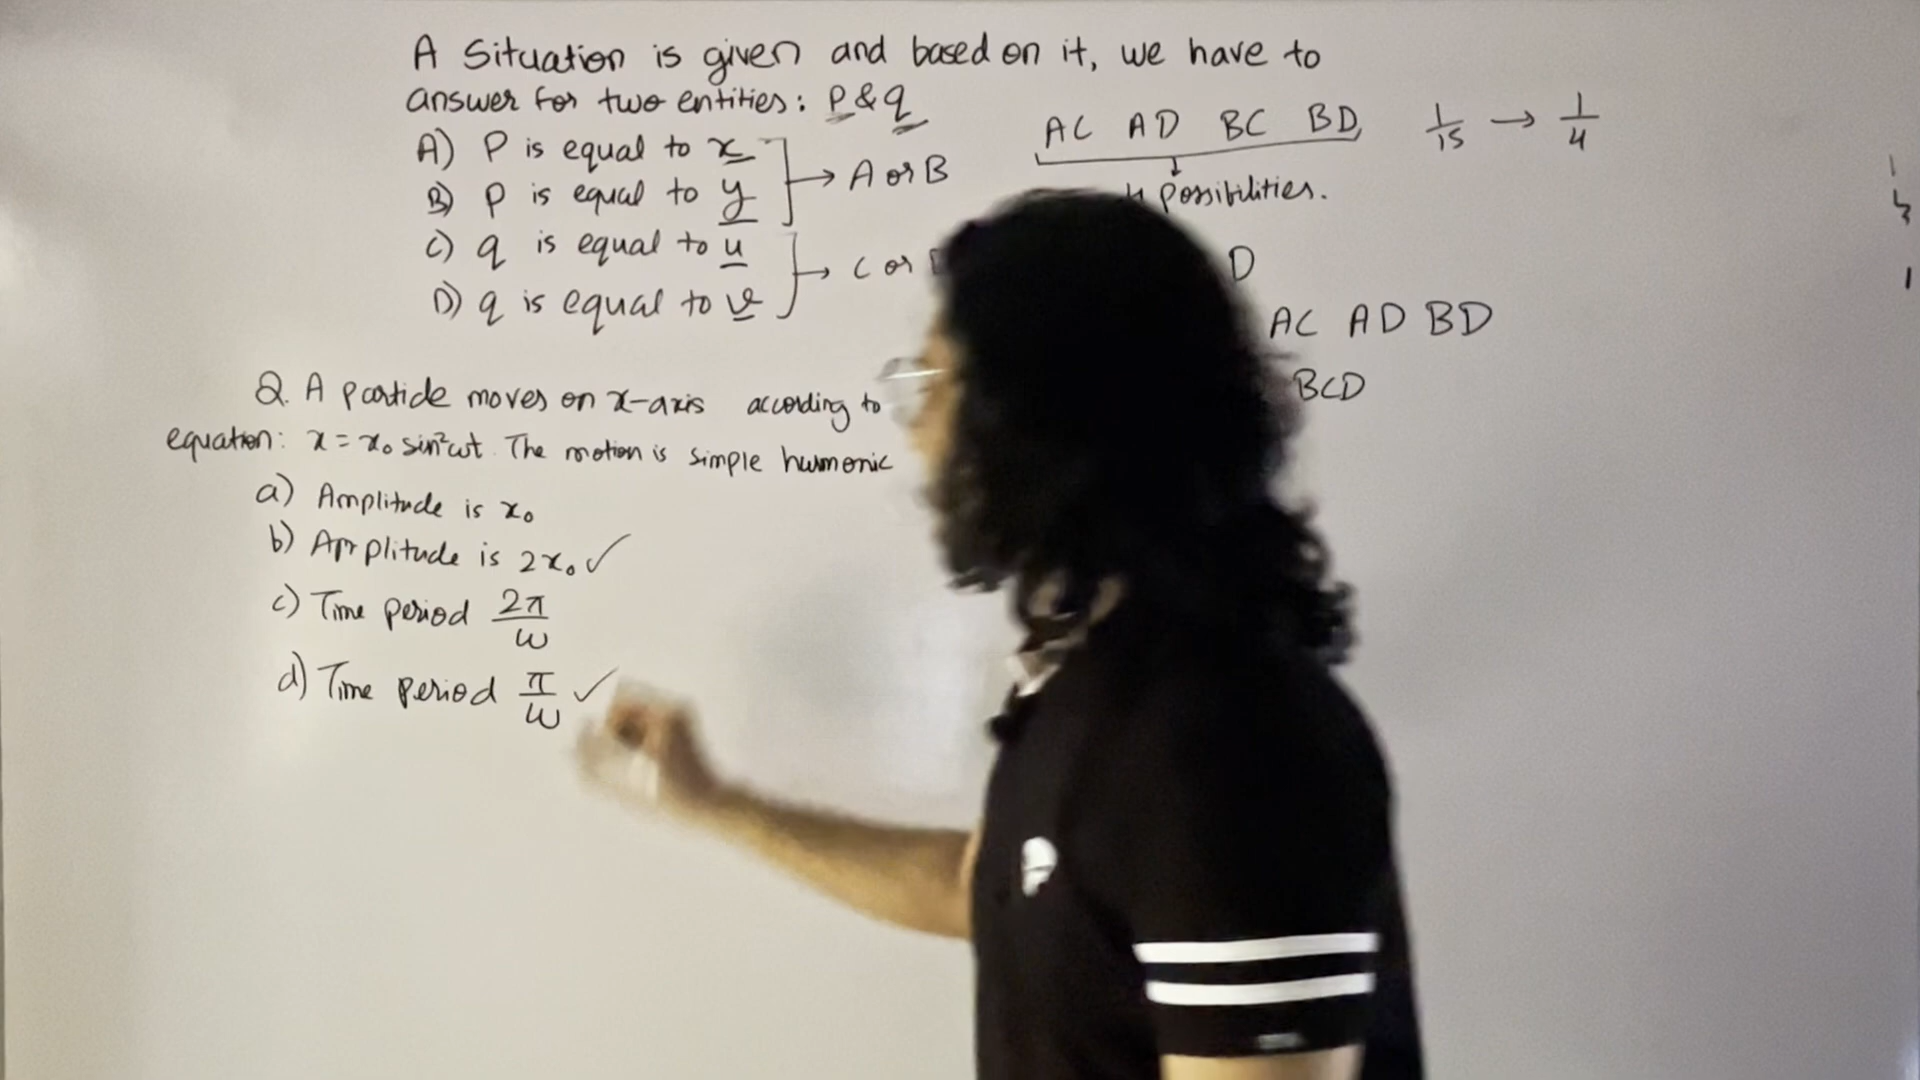 A Situation is given and based on it, we have to
answer for two entities: P & q
A) P is equal to x
B) P is equal to y
→ A or B
C) q is equal to u
D) q is equal to v
→ C or
AC AD BC BD
possibilities.
1/15 → 1/4
D
AC AD BD
BCD
Q. A particle moves on x-axis according to
equation: x = x₀ sin²ωt. The motion is simple harmonic
a) Amplitude is x₀
b) Amplitude is 2x₀ ✓
c) Time period 2π/ω
d) Time period π/ω ✓